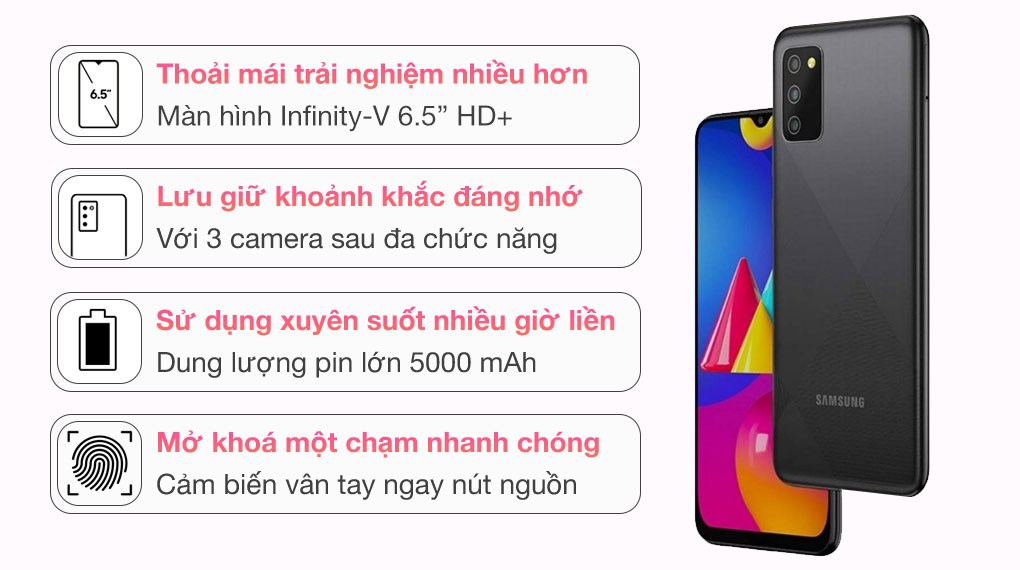 6.5"
Thoải mái trải nghiệm nhiều hơn
Màn hình Infinity-V 6.5” HD+
Lưu giữ khoảnh khắc đáng nhớ
Với 3 camera sau đa chức năng
Sử dụng xuyên suốt nhiều giờ liền
Dung lượng pin lớn 5000 mAh
Mở khoá một chạm nhanh chóng
Cảm biến vân tay ngay nút nguồn
SAMSUNG